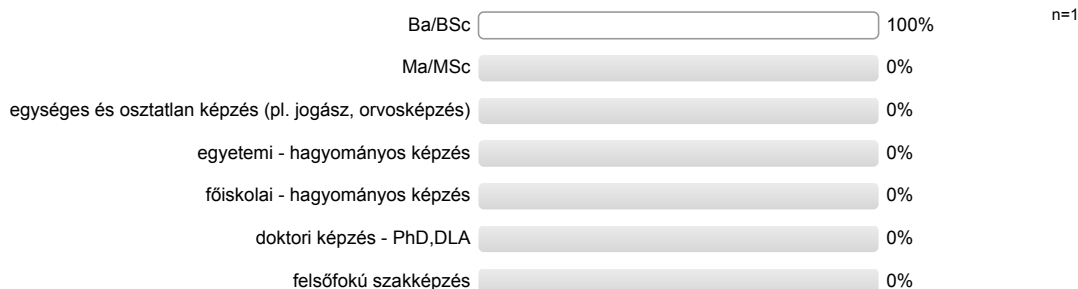 Ba/BSc 100% n=1
Ma/MSc 0%
egységes és osztatlan képzés (pl. jogász, orvosképzés) 0%
egyetemi - hagyományos képzés 0%
főiskolai - hagyományos képzés 0%
doktori képzés - PhD,DLA 0%
felsőfokú szakképzés 0%